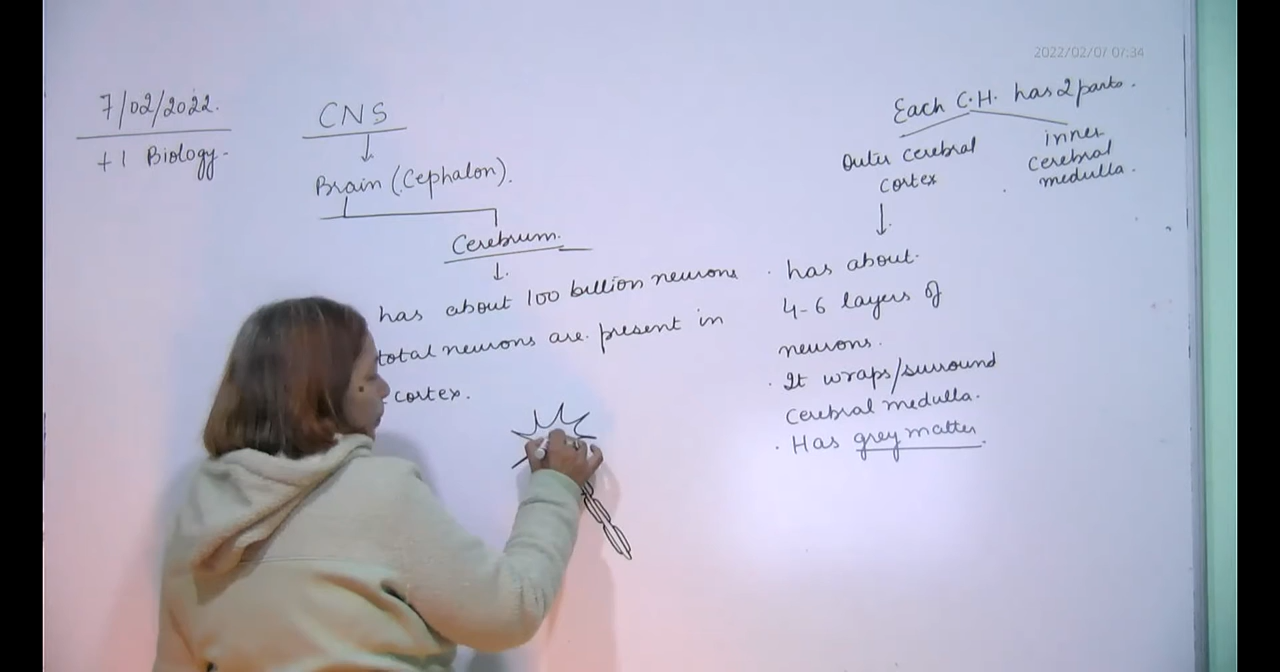 2022/02/07 07:34
7/02/2022.
+1 Biology-
CNS
Brain (Cephalon).
Cerebrum.
has about 100 billion neurons
total neurons are present in
cortex.
Each C.H. has 2 parts.
Outer cerebral
cortex
inner
cerebral
medulla.
· has about
4-6 layers of
neurons.
· It wraps/surround
cerebral medulla.
· Has grey matter.